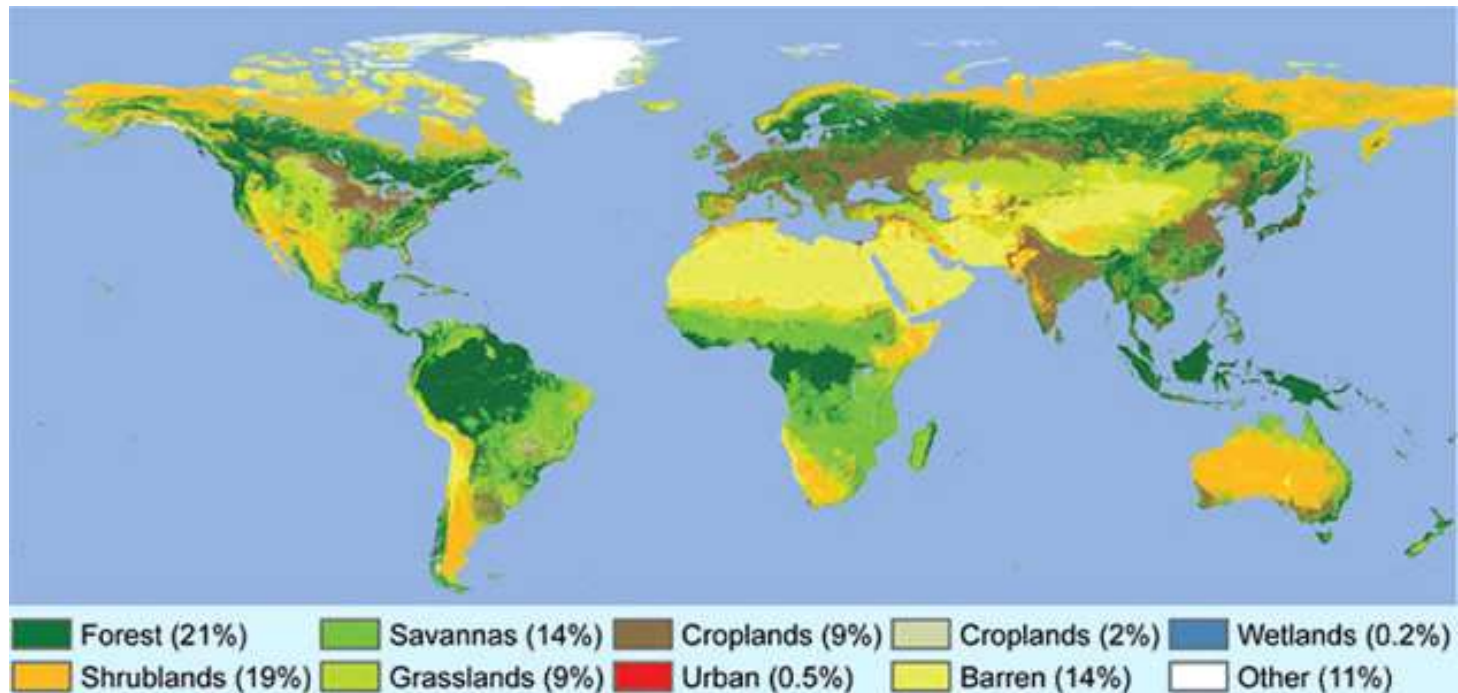 Forest (21%) Savannas (14%) Croplands (9%) Croplands (2%) Wetlands (0.2%)
Shrublands (19%) Grasslands (9%) Urban (0.5%) Barren (14%) Other (11%)